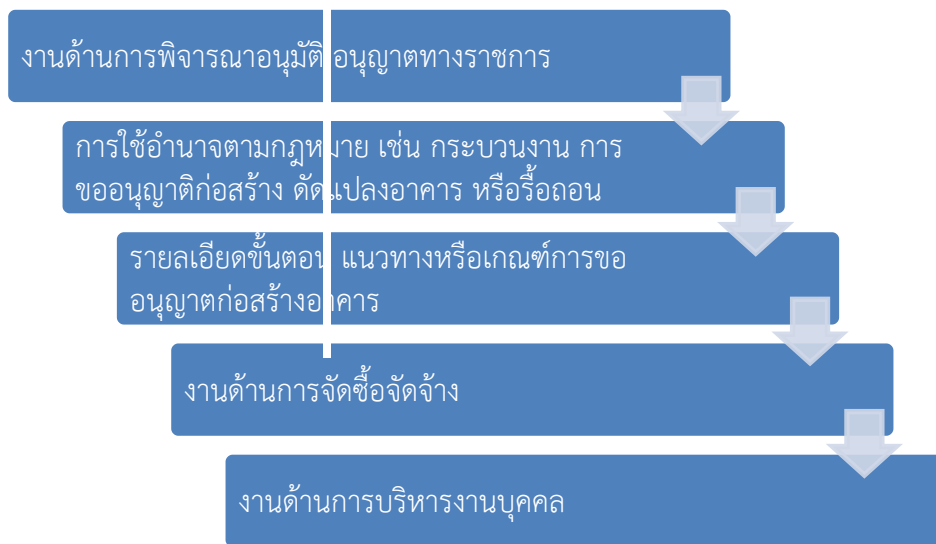 งานด้านการพิจารณาอนุมัติ อนุญาตทางราชการ
การใช้อำนาจตามกฎหมาย เช่น กระบวนงาน การ
ขออนุญาติก่อสร้าง ดัดแปลงอาคาร หรือรื้อถอน
รายลเอียดขั้นตอน แนวทางหรือเกณฑ์การขอ
อนุญาตก่อสร้างอาคาร
งานด้านการจัดซื้อจัดจ้าง
งานด้านการบริหารงานบุคคล